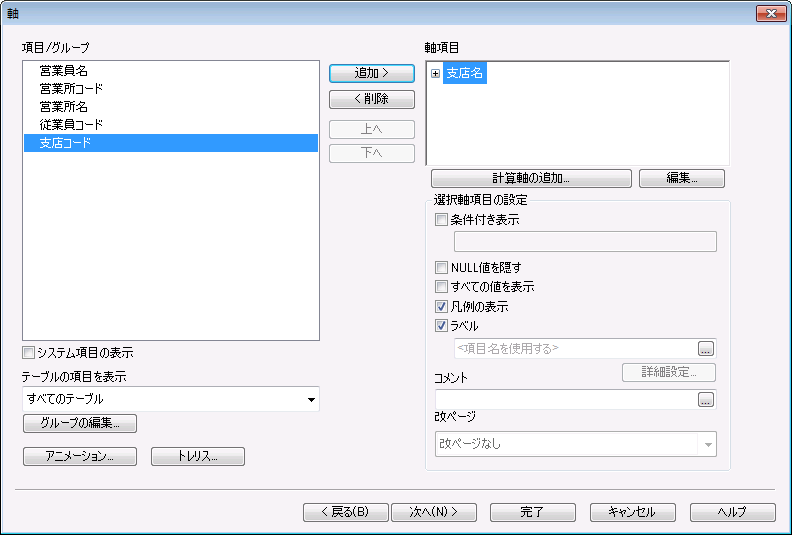 軸
項目/グループ
営業員名
営業所コード
営業所名
従業員コード
支店コード
システム項目の表示
テーブルの項目を表示
すべてのテーブル
グループの編集...
アニメーション...
トレリス...
追加 >
< 削除
上へ
下へ
軸項目
支店名
計算軸の追加...
編集...
選択軸項目の設定
条件付き表示
NULL値を隠す
すべての値を表示
凡例の表示
ラベル
<項目名を使用する>
...
詳細設定...
コメント
...
改ページ
改ページなし
< 戻る(B)
次へ(N) >
完了
キャンセル
ヘルプ